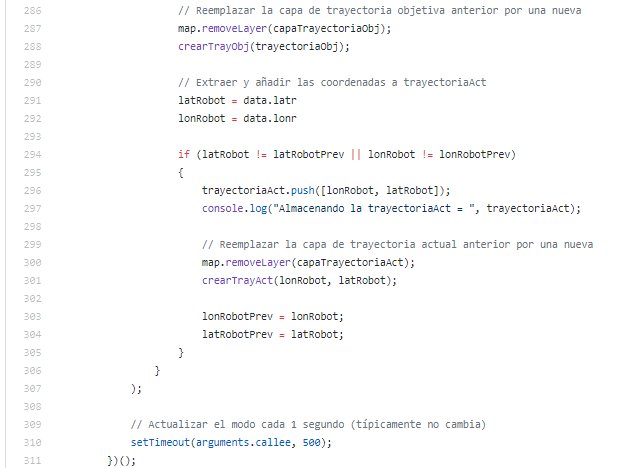 286 // Reemplazar la capa de trayectoria objetiva anterior por una nueva
287 map.removeLayer(capaTrayectoriaObj);
288 crearTrayObj(trayectoriaObj);
289
290 // Extraer y añadir las coordenadas a trayectoriaAct
291 latRobot = data.latr
292 lonRobot = data.lonr
293
294 if (latRobot != latRobotPrev || lonRobot != lonRobotPrev)
295 {
296 trayectoriaAct.push([lonRobot, latRobot]);
297 console.log("Almacenando la trayectoriaAct = ", trayectoriaAct);
298
299 // Reemplazar la capa de trayectoria actual anterior por una nueva
300 map.removeLayer(capaTrayectoriaAct);
301 crearTrayAct(lonRobot, latRobot);
302
303 lonRobotPrev = lonRobot;
304 latRobotPrev = latRobot;
305 }
306 }
307 );
308
309 // Actualizar el modo cada 1 segundo (típicamente no cambia)
310 setTimeout(arguments.callee, 500);
311 })();